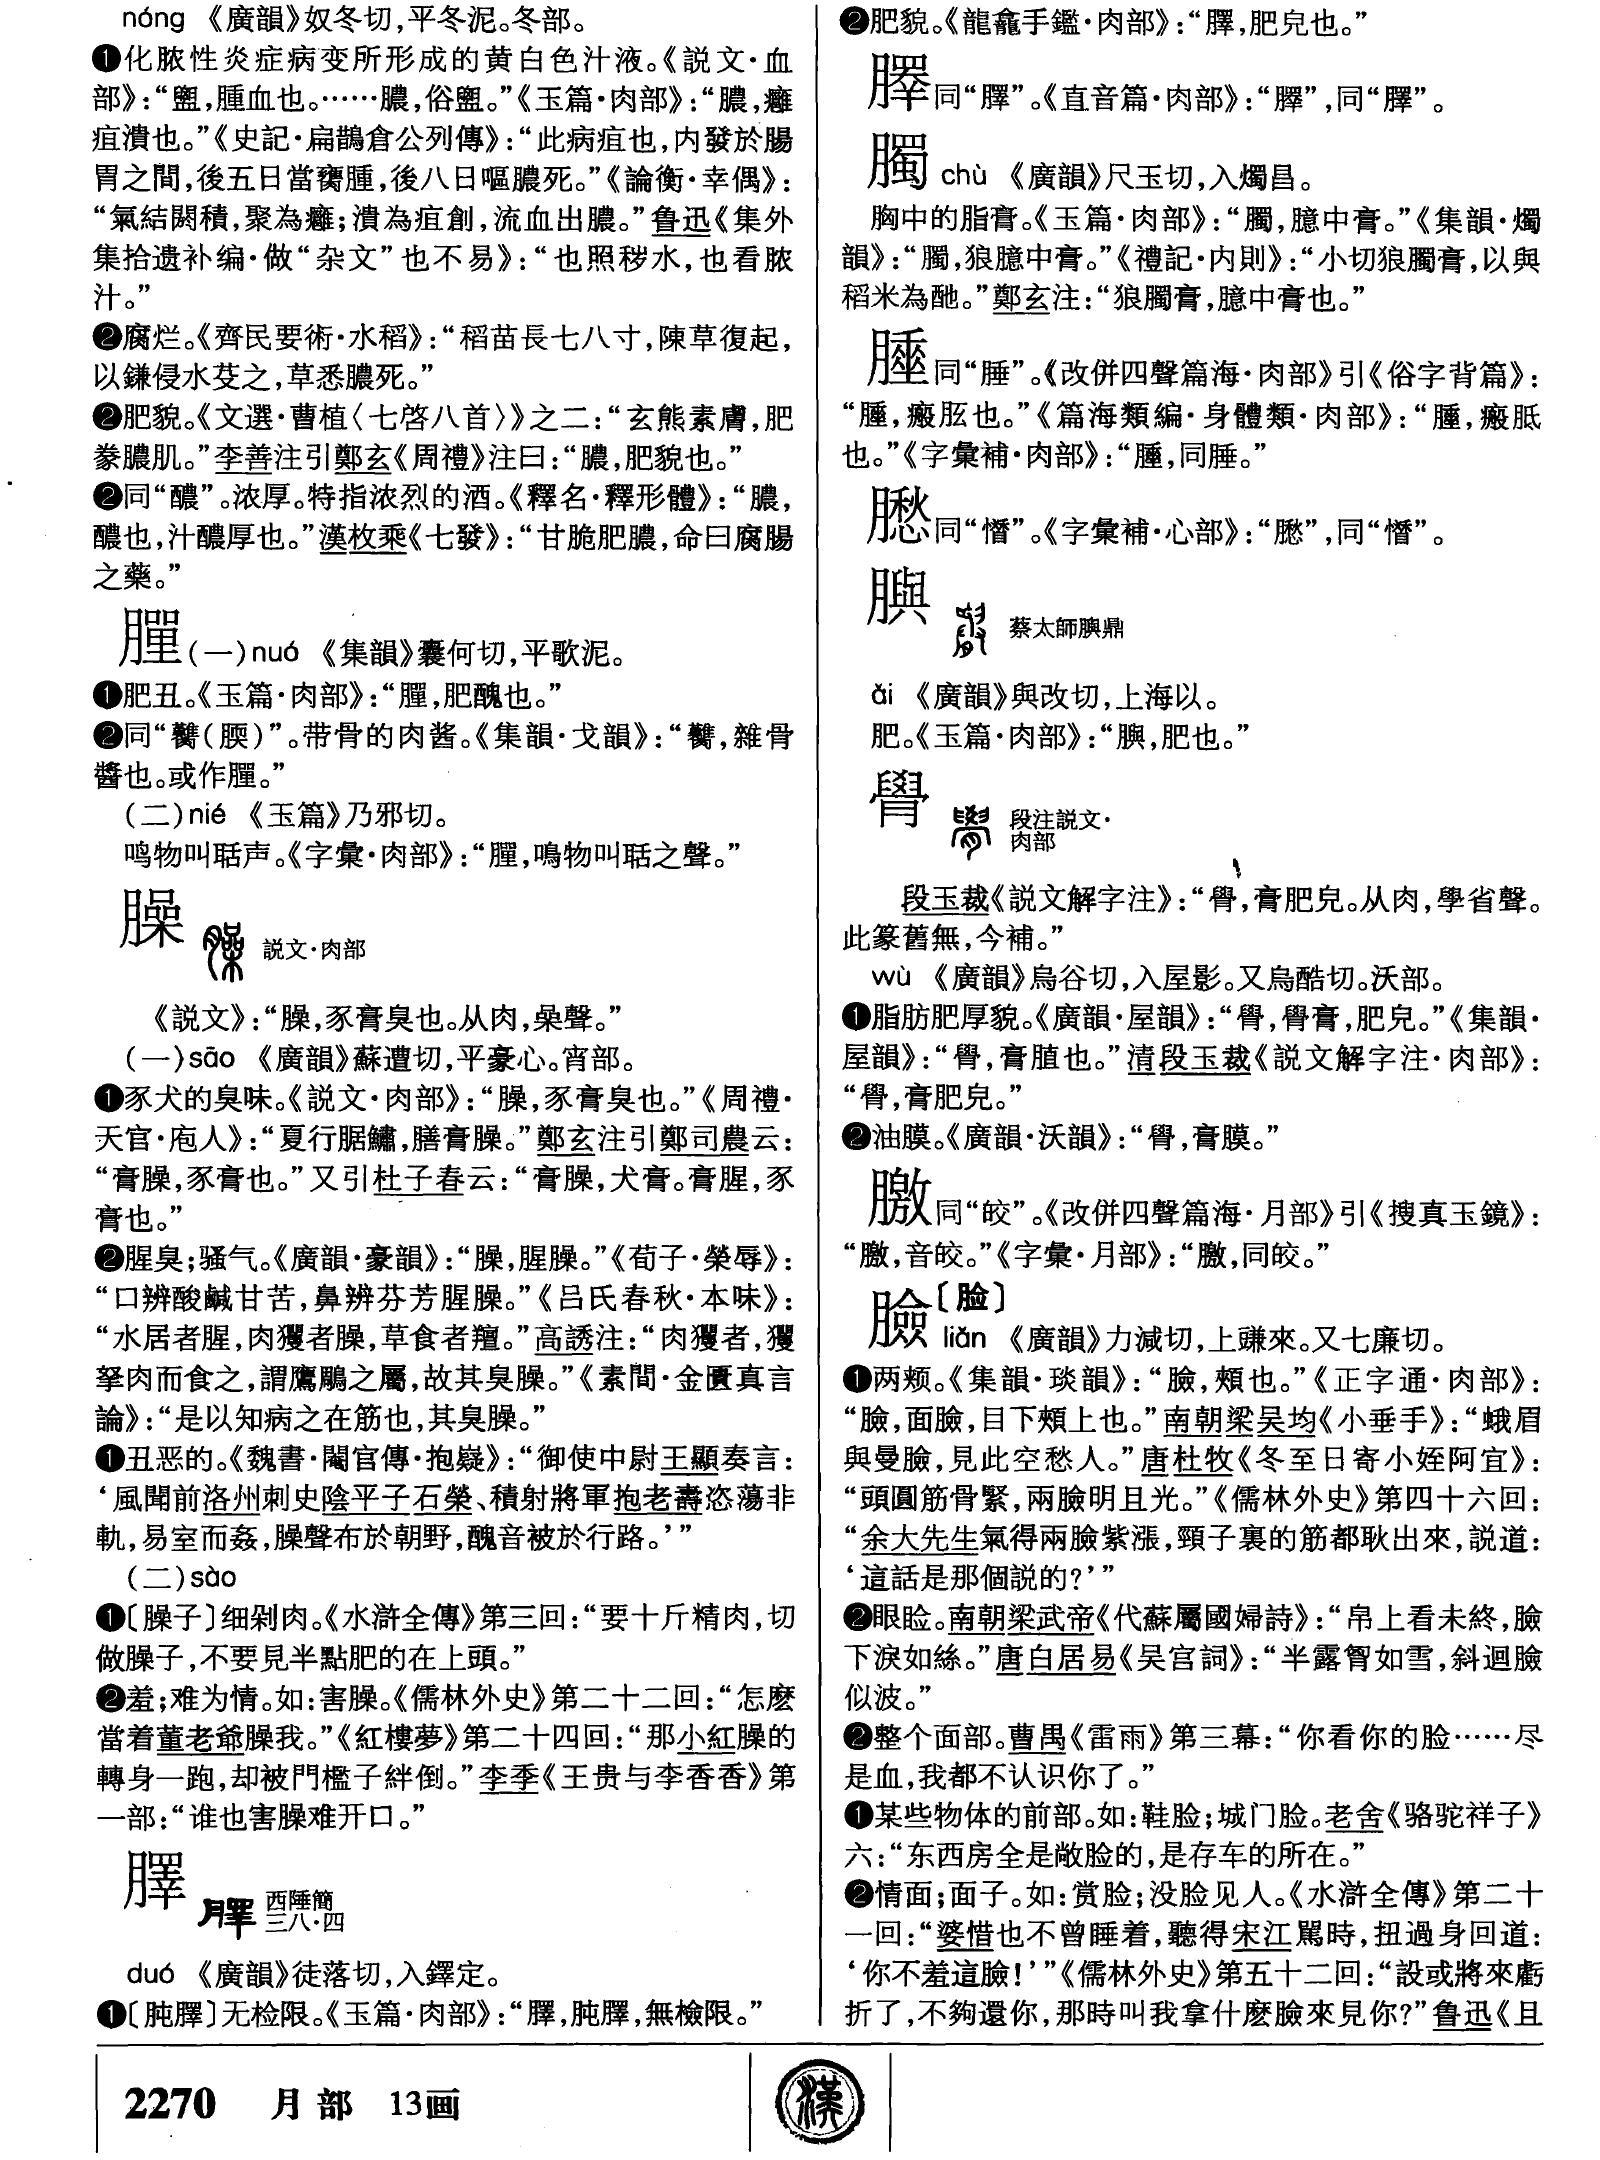 nóng 《廣韻》奴冬切,平冬泥。冬部。
❶化脓性炎症病变所形成的黄白色汁液。《説文·血
部》:“盥,腫血也。……膿,俗盥。”《玉篇·肉部》:“膿,癰
疽潰也。”《史記·扁鵲倉公列傳》:“此病疽也,内發於腸
胃之間,後五日當臃腫,後八日嘔膿死。”《論衡·幸偶》:
“氣結閼積,聚為癰;潰為疽創,流血出膿。”鲁迅《集外
集拾遗补编·做“杂文”也不易》:“也照秽水,也看脓
汁。”
❷腐烂。《齊民要術·水稻》:“稻苗長七八寸,陳草復起,
以鎌侵水芟之,草悉膿死。”
❷肥貌。《文選·曹植〈七啓八首〉》之二:“玄熊素膚,肥
豢膿肌。”李善注引鄭玄《周禮》注曰:“膿,肥貌也。”
❷同“醲”。浓厚。特指浓烈的酒。《釋名·釋形體》:“膿,
醲也,汁醲厚也。”漢枚乘《七發》:“甘脆肥膿,命曰腐腸
之藥。”
(一)nuó 《集韻》囊何切,平歌泥。
❶肥丑。《玉篇·肉部》:“,肥醜也。”
❷同“(腝)”。带骨的肉酱。《集韻·戈韻》:“,雜骨
醬也。或作。”
(二)nié 《玉篇》乃邪切。
鸣物叫聒声。《字彙·肉部》:“,鳴物叫聒之聲。”
臊 説文·肉部
《説文》:“臊,豕膏臭也。从肉,喿聲。”
(一)sāo 《廣韻》蘇遭切,平豪心。宵部。
❶豕犬的臭味。《説文·肉部》:“臊,豕膏臭也。”《周禮·
天官·庖人》:“夏行腒鱐,膳膏臊。”鄭玄注引鄭司農云:
“膏臊,豕膏也。”又引杜子春云:“膏臊,犬膏。膏腥,豕
膏也。”
❷腥臭;骚气。《廣韻·豪韻》:“臊,腥臊。”《荀子·榮辱》:
“口辨酸鹹甘苦,鼻辨芬芳腥臊。”《吕氏春秋·本味》:
“水居者腥,肉玃者臊,草食者羶。”高誘注:“肉玃者,玃
拏肉而食之,謂鷹鵰之屬,故其臭臊。”《素問·金匱真言
論》:“是以知病之在筋也,其臭臊。”
❶丑恶的。《魏書·閹官傳·抱嶷》:“御使中尉王顯奏言:
‘風聞前洛州刺史陰平子石榮、積射將軍抱老壽恣蕩非
軌,易室而姦,臊聲布於朝野,醜音被於行路。’”
(二)sào
❶〔臊子〕细剁肉。《水滸全傳》第三回:“要十斤精肉,切
做臊子,不要見半點肥的在上頭。”
❷羞;难为情。如:害臊。《儒林外史》第二十二回:“怎麽
當着董老爺臊我。”《紅樓夢》第二十四回:“那小紅臊的
轉身一跑,却被門檻子絆倒。”李季《王贵与李香香》第
一部:“谁也害臊难开口。”
𦢡 西陲簡三八·四
duó 《廣韻》徒落切,入鐸定。
❶〔肫𦢡〕无检限。《玉篇·肉部》:“𦢡,肫𦢡,無檢限。”
❷肥貌。《龍龕手鑑·肉部》:“𦢡,肥皃也。”
同“𦢡”。《直音篇·肉部》:“”,同“𦢡”。
臅 chù 《廣韻》尺玉切,入燭昌。
胸中的脂膏。《玉篇·肉部》:“臅,臆中膏。”《集韻·燭
韻》:“臅,狼臆中膏。”《禮記·内則》:“小切狼臅膏,以與
稻米為酏。”鄭玄注:“狼臅膏,臆中膏也。”
同“腄”。《改併四聲篇海·肉部》引《俗字背篇》:
“,瘢胘也。”《篇海類編·身體類·肉部》:“,瘢胝
也。”《字彙補·肉部》:“,同腄。”
同“憯”。《字彙補·心部》:“”,同“憯”。
䑂 蔡太師䑂鼎
ǎi 《廣韻》與改切,上海以。
肥。《玉篇·肉部》:“䑂,肥也。”
觷 段注説文·肉部
段玉裁《説文解字注》:“,膏肥皃。从肉,學省聲。
此篆舊無,今補。”
wù 《廣韻》烏谷切,入屋影。又烏酷切。沃部。
❶脂肪肥厚貌。《廣韻·屋韻》:“,膏,肥皃。”《集韻·
屋韻》:“,膏脜也。”清段玉裁《説文解字注·肉部》:
“,膏肥皃。”
❷油膜。《廣韻·沃韻》:“,膏膜。”
同“皎”。《改併四聲篇海·月部》引《搜真玉鏡》:
“,音皎。”《字彙·月部》:“,同皎。”
臉〔脸〕
liǎn 《廣韻》力減切,上豏來。又七廉切。
❶两颊。《集韻·琰韻》:“臉,頰也。”《正字通·肉部》:
“臉,面臉,目下頰上也。”南朝梁吴均《小垂手》:“蛾眉
與曼臉,見此空愁人。”唐杜牧《冬至日寄小姪阿宜》:
“頭圓筋骨緊,兩臉明且光。”《儒林外史》第四十六回:
“余大先生氣得兩臉紫漲,頸子裏的筋都耿出來,説道:
‘這話是那個説的?’”
❷眼睑。南朝梁武帝《代蘇屬國婦詩》:“帛上看未終,臉
下淚如絲。”唐白居易《吴宫詞》:“半露胷如雪,斜迴臉
似波。”
❷整个面部。曹禺《雷雨》第三幕:“你看你的脸……尽
是血,我都不认识你了。”
❶某些物体的前部。如:鞋脸;城门脸。老舍《骆驼祥子》
六:“东西房全是敞脸的,是存车的所在。”
❷情面;面子。如:赏脸;没脸见人。《水滸全傳》第二十
一回:“婆惜也不曾睡着,聽得宋江駡時,扭過身回道:
‘你不羞這臉!’”《儒林外史》第五十二回:“設或將來虧
折了,不夠還你,那時叫我拿什麽臉來見你?”鲁迅《且
2270 月部 13画
漢